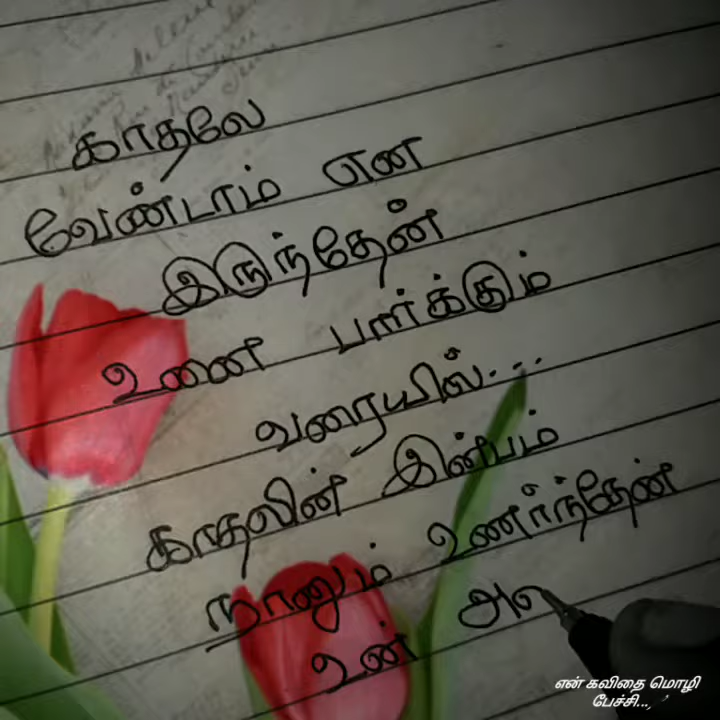 காதலே
வேண்டாம் என
இருந்தேன்
உனை பார்க்கும்
வரையில்...
காதலின் இன்பம்
நானும் உணர்ந்தேன்
உன்
என் கவிதை மொழி
பேச்சி...,